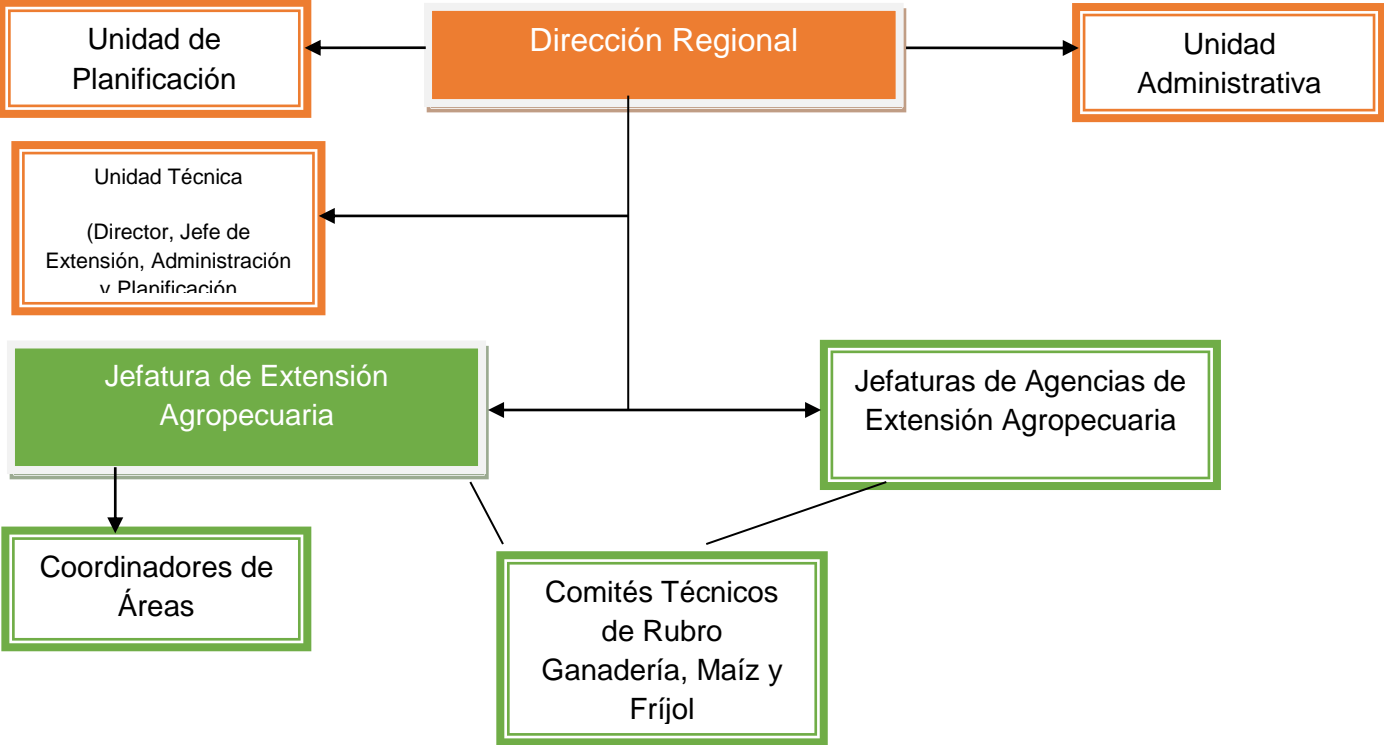 Unidad de
Planificación
Dirección Regional
Unidad
Administrativa
Unidad Técnica
(Director, Jefe de
Extensión, Administración
y Planificación
Jefatura de Extensión
Agropecuaria
Jefaturas de Agencias de
Extensión Agropecuaria
Coordinadores de
Áreas
Comités Técnicos
de Rubro
Ganadería, Maíz y
Fríjol